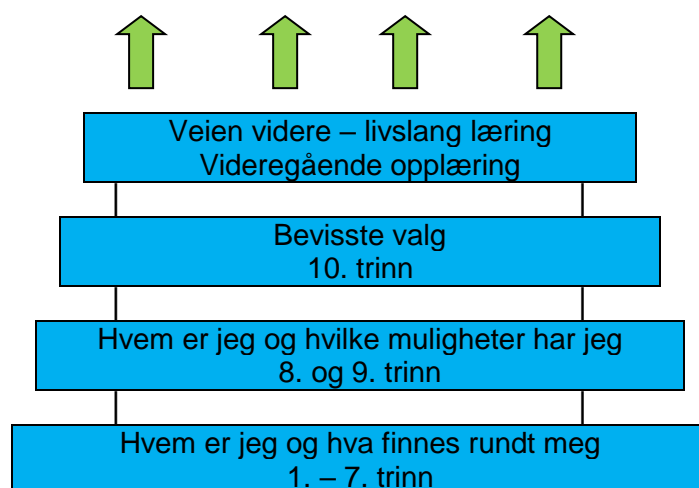 Veien videre – livslang læring
Videregående opplæring
Bevisste valg
10. trinn
Hvem er jeg og hvilke muligheter har jeg
8. og 9. trinn
Hvem er jeg og hva finnes rundt meg
1. – 7. trinn